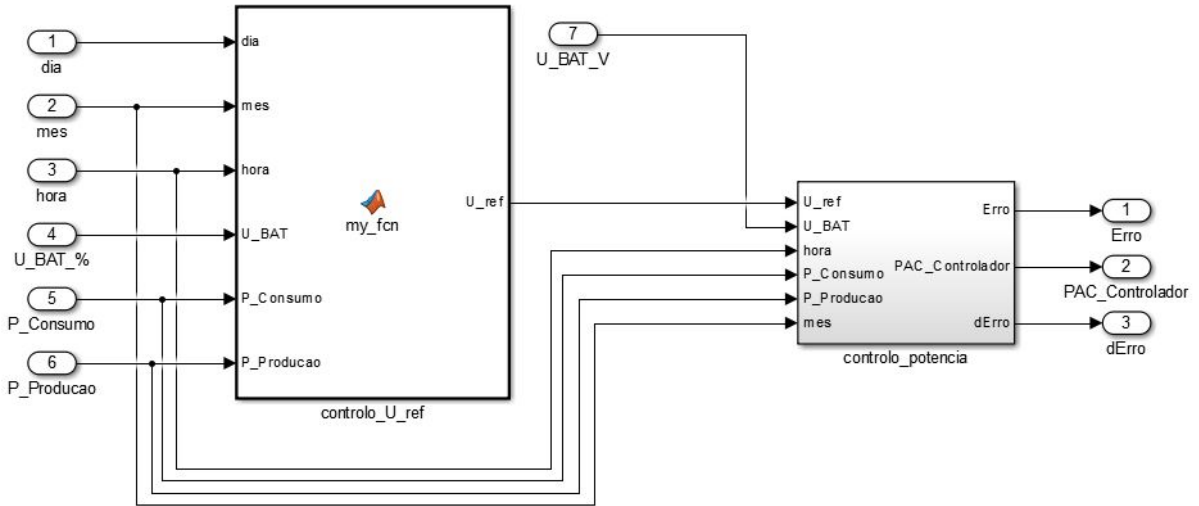 1
dia
2
mes
3
hora
4
U_BAT_%
5
P_Consumo
6
P_Producao
dia
mes
hora
U_BAT
P_Consumo
P_Producao
my_fcn
U_ref
controlo_U_ref
7
U_BAT_V
U_ref
U_BAT
hora
P_Consumo
P_Producao
mes
Erro
PAC_Controlador
dErro
controlo_potencia
1
Erro
2
PAC_Controlador
3
dErro